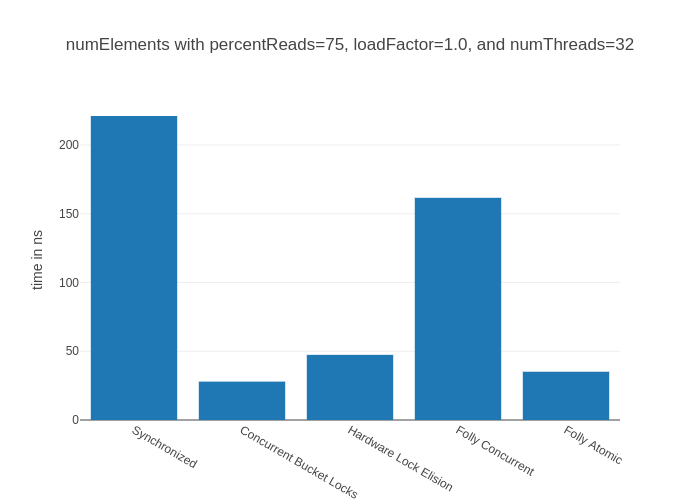 numElements with percentReads=75, loadFactor=1.0, and numThreads=32
time in ns
200
150
100
50
0
Synchronized
Concurrent Bucket Locks
Hardware Lock Elision
Folly Concurrent
Folly Atomic